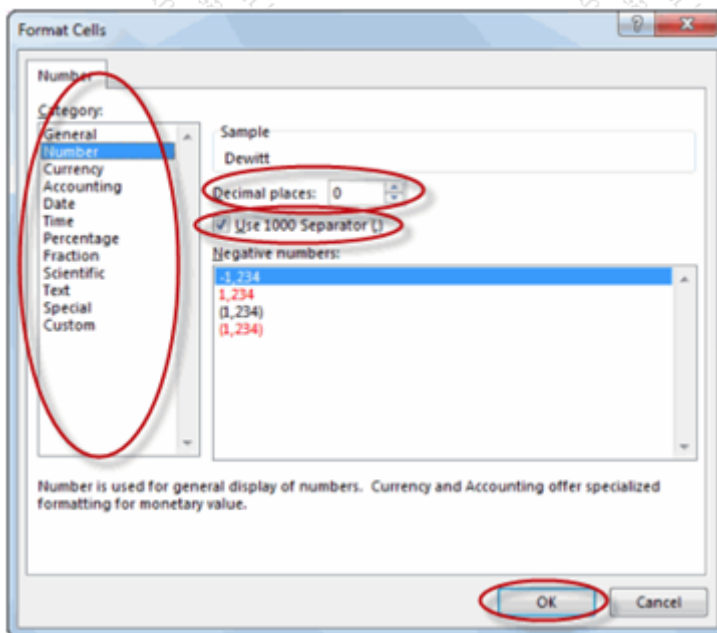 Format Cells
Number
Category:
General
Number
Currency
Accounting
Date
Time
Percentage
Fraction
Scientific
Text
Special
Custom
Sample
Dewitt
Decimal places: 0
Use 1000 Separator (,)
Negative numbers:
-1,234
1,234
(1,234)
(1,234)
Number is used for general display of numbers. Currency and Accounting offer specialized
formatting for monetary value.
OK
Cancel